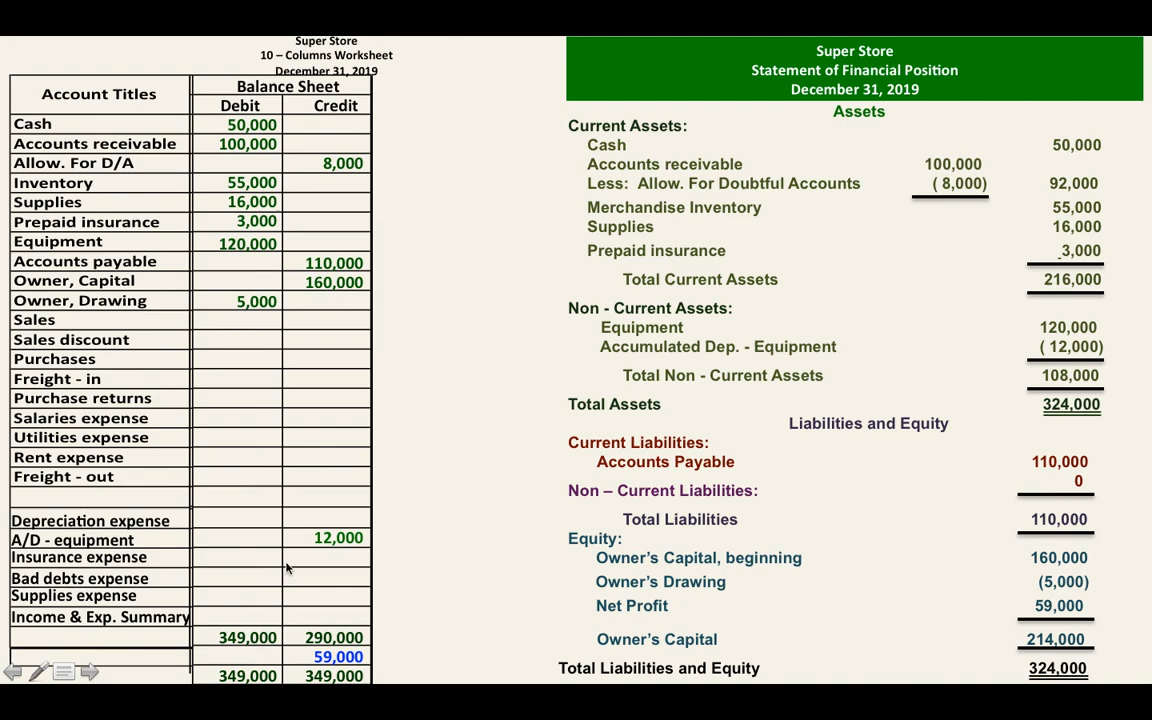 Super Store
10 – Columns Worksheet
December 31, 2019
Account Titles
Balance Sheet
Debit Credit
Cash 50,000
Accounts receivable 100,000
Allow. For D/A 8,000
Inventory 55,000
Supplies 16,000
Prepaid insurance 3,000
Equipment 120,000
Accounts payable 110,000
Owner, Capital 160,000
Owner, Drawing 5,000
Sales
Sales discount
Purchases
Freight - in
Purchase returns
Salaries expense
Utilities expense
Rent expense
Freight - out
Depreciation expense
A/D - equipment 12,000
Insurance expense
Bad debts expense
Supplies expense
Income & Exp. Summary
349,000 290,000
59,000
349,000 349,000
Super Store
Statement of Financial Position
December 31, 2019
Assets
Current Assets:
Cash 50,000
Accounts receivable 100,000
Less: Allow. For Doubtful Accounts ( 8,000) 92,000
Merchandise Inventory 55,000
Supplies 16,000
Prepaid insurance 3,000
Total Current Assets 216,000
Non - Current Assets:
Equipment 120,000
Accumulated Dep. - Equipment ( 12,000)
Total Non - Current Assets 108,000
Total Assets 324,000
Liabilities and Equity
Current Liabilities:
Accounts Payable 110,000
0
Non – Current Liabilities:
Total Liabilities 110,000
Equity:
Owner’s Capital, beginning 160,000
Owner’s Drawing (5,000)
Net Profit 59,000
Owner’s Capital 214,000
Total Liabilities and Equity 324,000